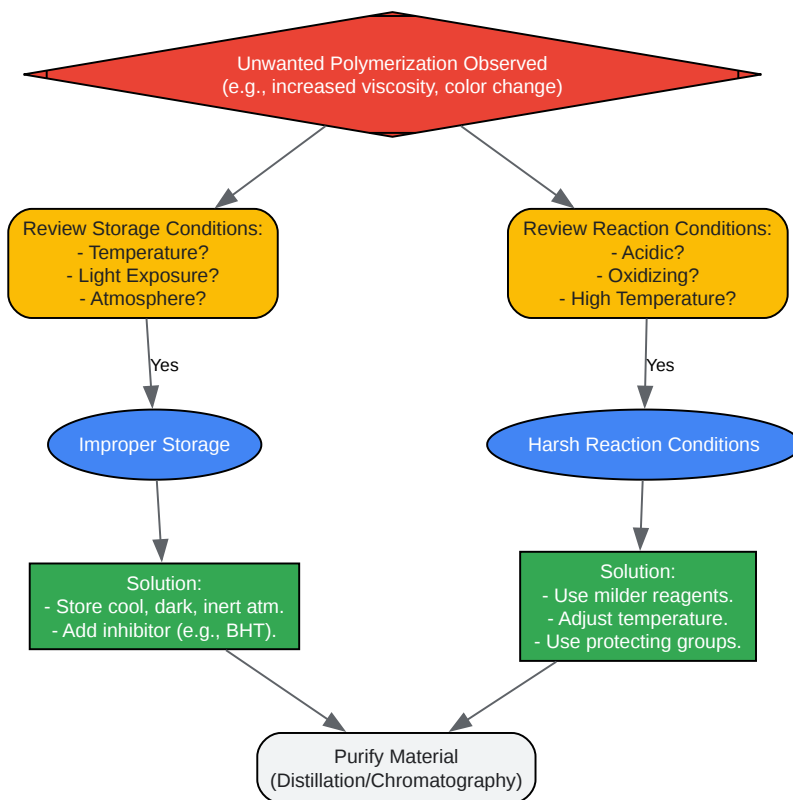 Unwanted Polymerization Observed
(e.g., increased viscosity, color change)
Review Storage Conditions:
- Temperature?
- Light Exposure?
- Atmosphere?
Review Reaction Conditions:
- Acidic?
- Oxidizing?
- High Temperature?
Yes
Yes
Improper Storage
Harsh Reaction Conditions
Solution:
- Store cool, dark, inert atm.
- Add inhibitor (e.g., BHT).
Solution:
- Use milder reagents.
- Adjust temperature.
- Use protecting groups.
Purify Material
(Distillation/Chromatography)